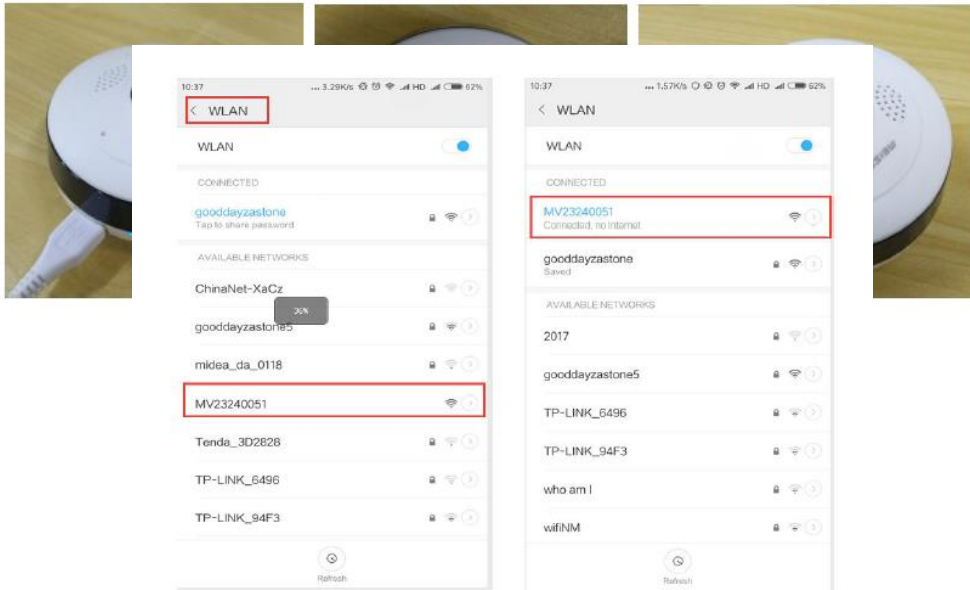 10:37 ... 3.29K/s HD 62%
< WLAN
WLAN
CONNECTED
gooddayzastone
Tap to share password
AVAILABLE NETWORKS
ChinaNet-XaCz
36%
gooddayzastone5
midea_da_0118
MV23240051
Tenda_3D2828
TP-LINK_6496
TP-LINK_94F3
Refresh
10:37 ... 1.57K/s HD 62%
< WLAN
WLAN
CONNECTED
MV23240051
Connected, no Internet
gooddayzastone
Saved
AVAILABLE NETWORKS
2017
gooddayzastone5
TP-LINK_6496
TP-LINK_94F3
who am I
wifiNM
Refresh